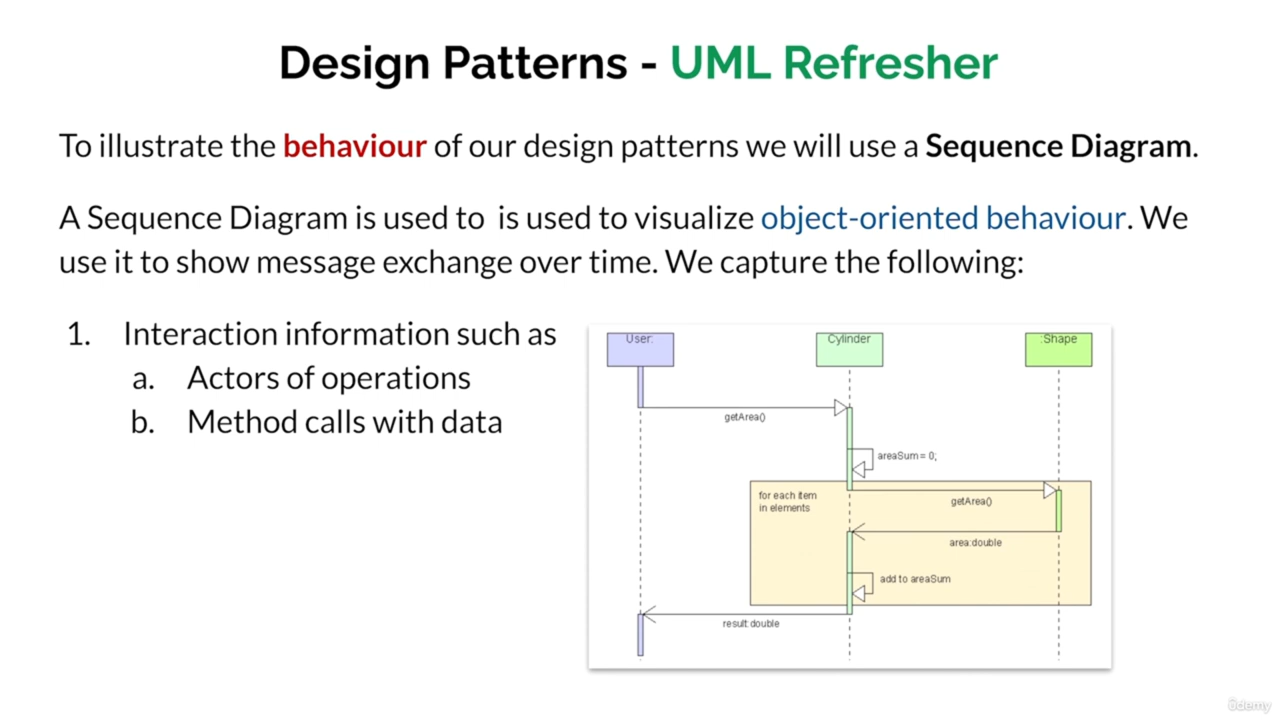 Design Patterns - UML Refresher
To illustrate the behaviour of our design patterns we will use a Sequence Diagram.
A Sequence Diagram is used to  is used to visualize object-oriented behaviour. We
use it to show message exchange over time. We capture the following:
1. Interaction information such as
a. Actors of operations
b. Method calls with data
User:
Cylinder
:Shape
getArea()
areaSum = 0;
for each item
in elements
getArea()
area:double
add to areaSum
result:double
ûdemy